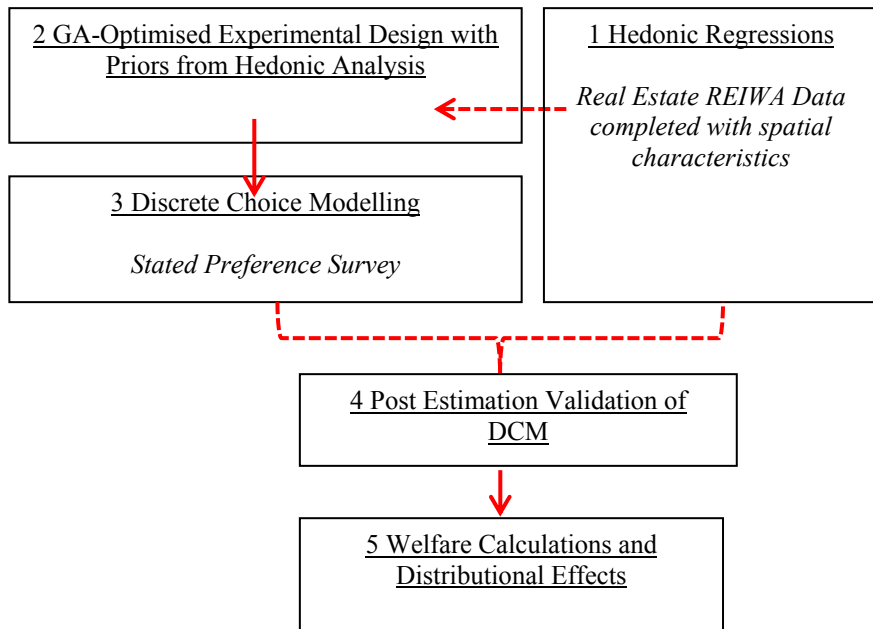 2 GA-Optimised Experimental Design with
Priors from Hedonic Analysis
1 Hedonic Regressions
Real Estate REIWA Data
completed with spatial
characteristics
3 Discrete Choice Modelling
Stated Preference Survey
4 Post Estimation Validation of
DCM
5 Welfare Calculations and
Distributional Effects